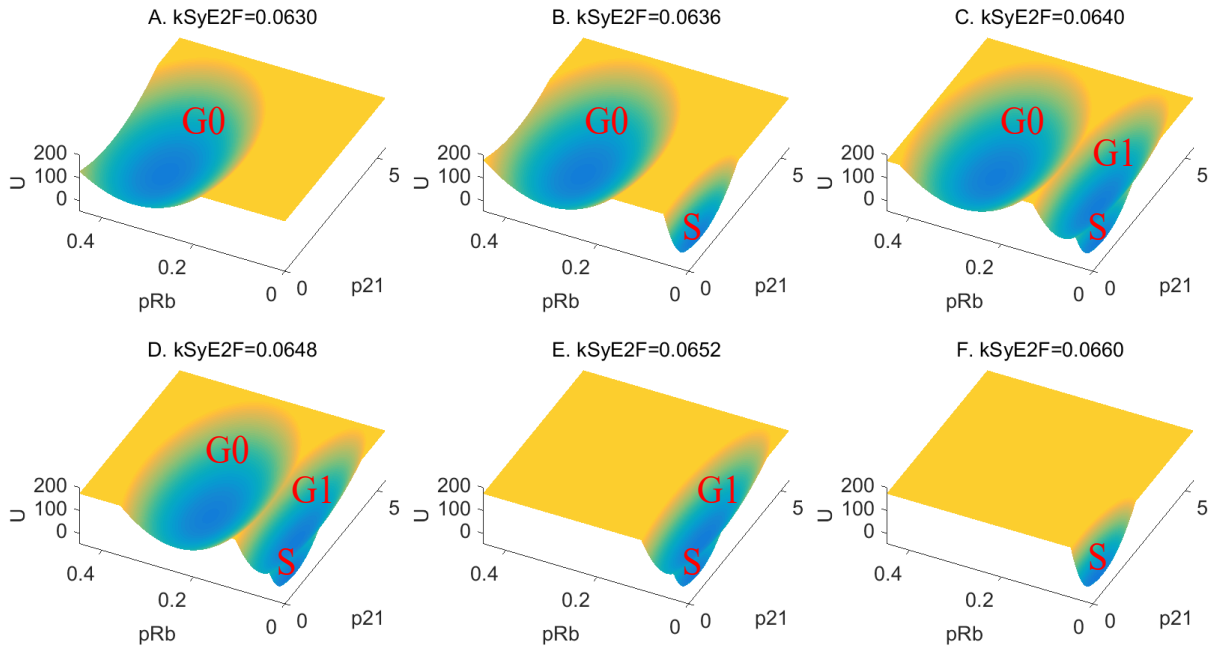 A. kSyE2F=0.0630
B. kSyE2F=0.0636
C. kSyE2F=0.0640
G0
G0
G0
G1
S
S
200
100
0
U
0.4
0.2
0
pRb
0
5
p21
200
100
0
U
0.4
0.2
0
pRb
0
5
p21
200
100
0
U
0.4
0.2
0
pRb
0
5
p21
D. kSyE2F=0.0648
E. kSyE2F=0.0652
F. kSyE2F=0.0660
G0
G1
S
G1
S
S
200
100
0
U
0.4
0.2
0
pRb
0
5
p21
200
100
0
U
0.4
0.2
0
pRb
0
5
p21
200
100
0
U
0.4
0.2
0
pRb
0
5
p21